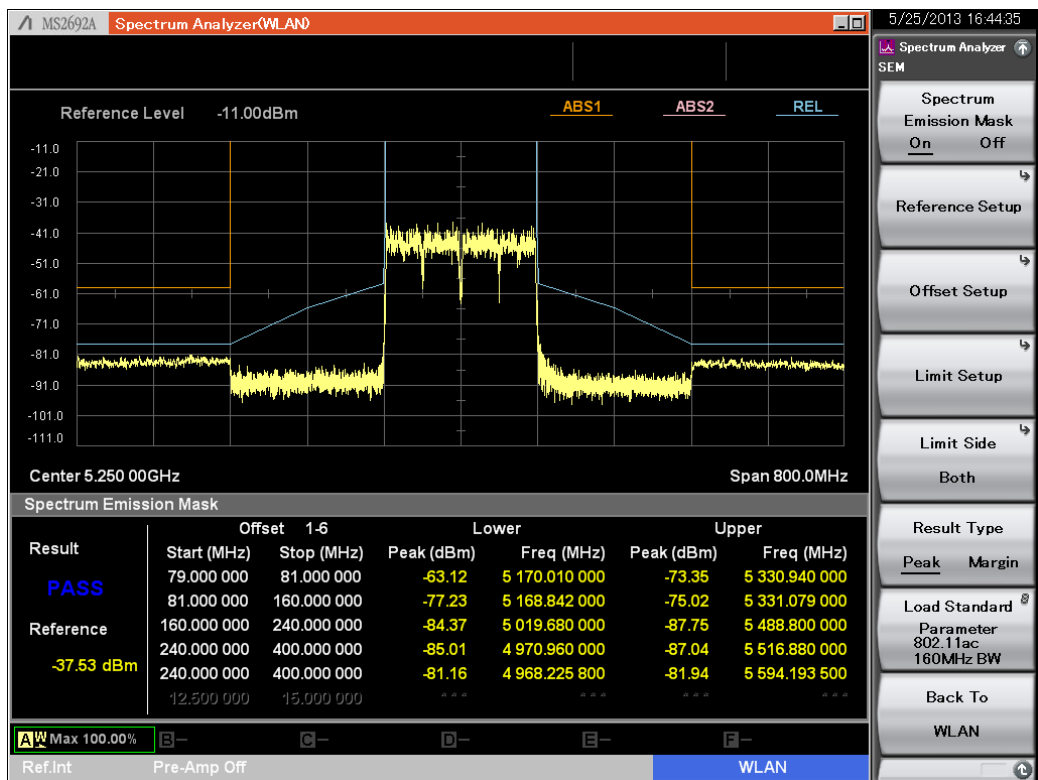 MS2692A Spectrum Analyzer(WLAN)
5/25/2013 16:44:35
Reference Level -11.00dBm ABS1 ABS2 REL
-11.0
-21.0
-31.0
-41.0
-51.0
-61.0
-71.0
-81.0
-91.0
-101.0
-111.0
Center 5.250 00GHz Span 800.0MHz
Spectrum Emission Mask
Result
PASS
Reference
-37.53 dBm
Offset 1-6 Lower Upper
Start (MHz) Stop (MHz) Peak (dBm) Freq (MHz) Peak (dBm) Freq (MHz)
79.000 000 81.000 000 -63.12 5 170.010 000 -73.35 5 330.940 000
81.000 000 160.000 000 -77.23 5 168.842 000 -75.02 5 331.079 000
160.000 000 240.000 000 -84.37 5 019.680 000 -87.75 5 488.800 000
240.000 000 400.000 000 -85.01 4 970.960 000 -87.04 5 516.880 000
240.000 000 400.000 000 -81.16 4 968.225 800 -81.94 5 594.193 500
12.500 000 15.000 000 *** *** *** ***
AW Max 100.00% B- C- D- E- F-
Ref.Int Pre-Amp Off WLAN
Spectrum Analyzer
SEM
Spectrum
Emission Mask
On Off
Reference Setup
Offset Setup
Limit Setup
Limit Side
Both
Result Type
Peak Margin
Load Standard
Parameter
802.11ac
160MHz BW
Back To
WLAN